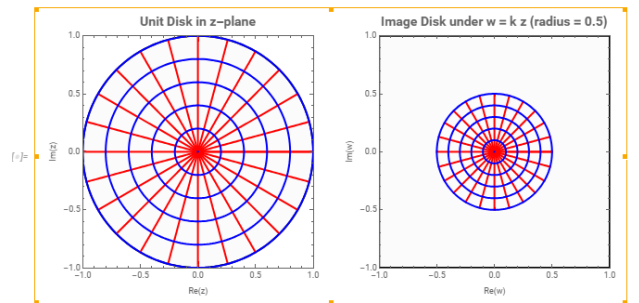 Unit Disk in z-plane
1.0
0.5
0.0
−0.5
−1.0
Im(z)
−1.0 −0.5 0.0 0.5 1.0
Re(z)
Image Disk under w = k z (radius = 0.5)
1.0
0.5
0.0
−0.5
−1.0
Im(w)
−1.0 −0.5 0.0 0.5 1.0
Re(w)